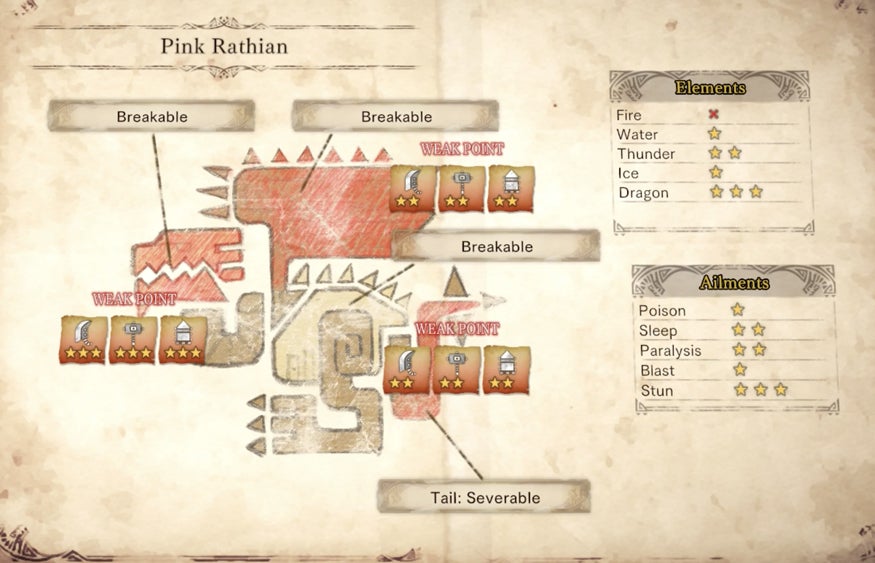 Pink Rathian
Breakable
Breakable
WEAK POINT
Breakable
WEAK POINT
WEAK POINT
Tail: Severable
Elements
Fire
Water
Thunder
Ice
Dragon
Ailments
Poison
Sleep
Paralysis
Blast
Stun